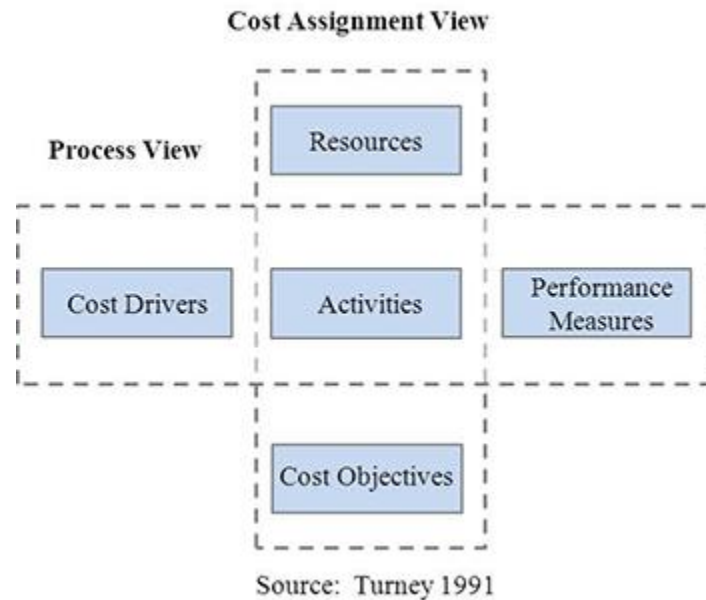 Cost Assignment View
Resources
Process View
Cost Drivers
Activities
Performance
Measures
Cost Objectives
Source: Turney 1991